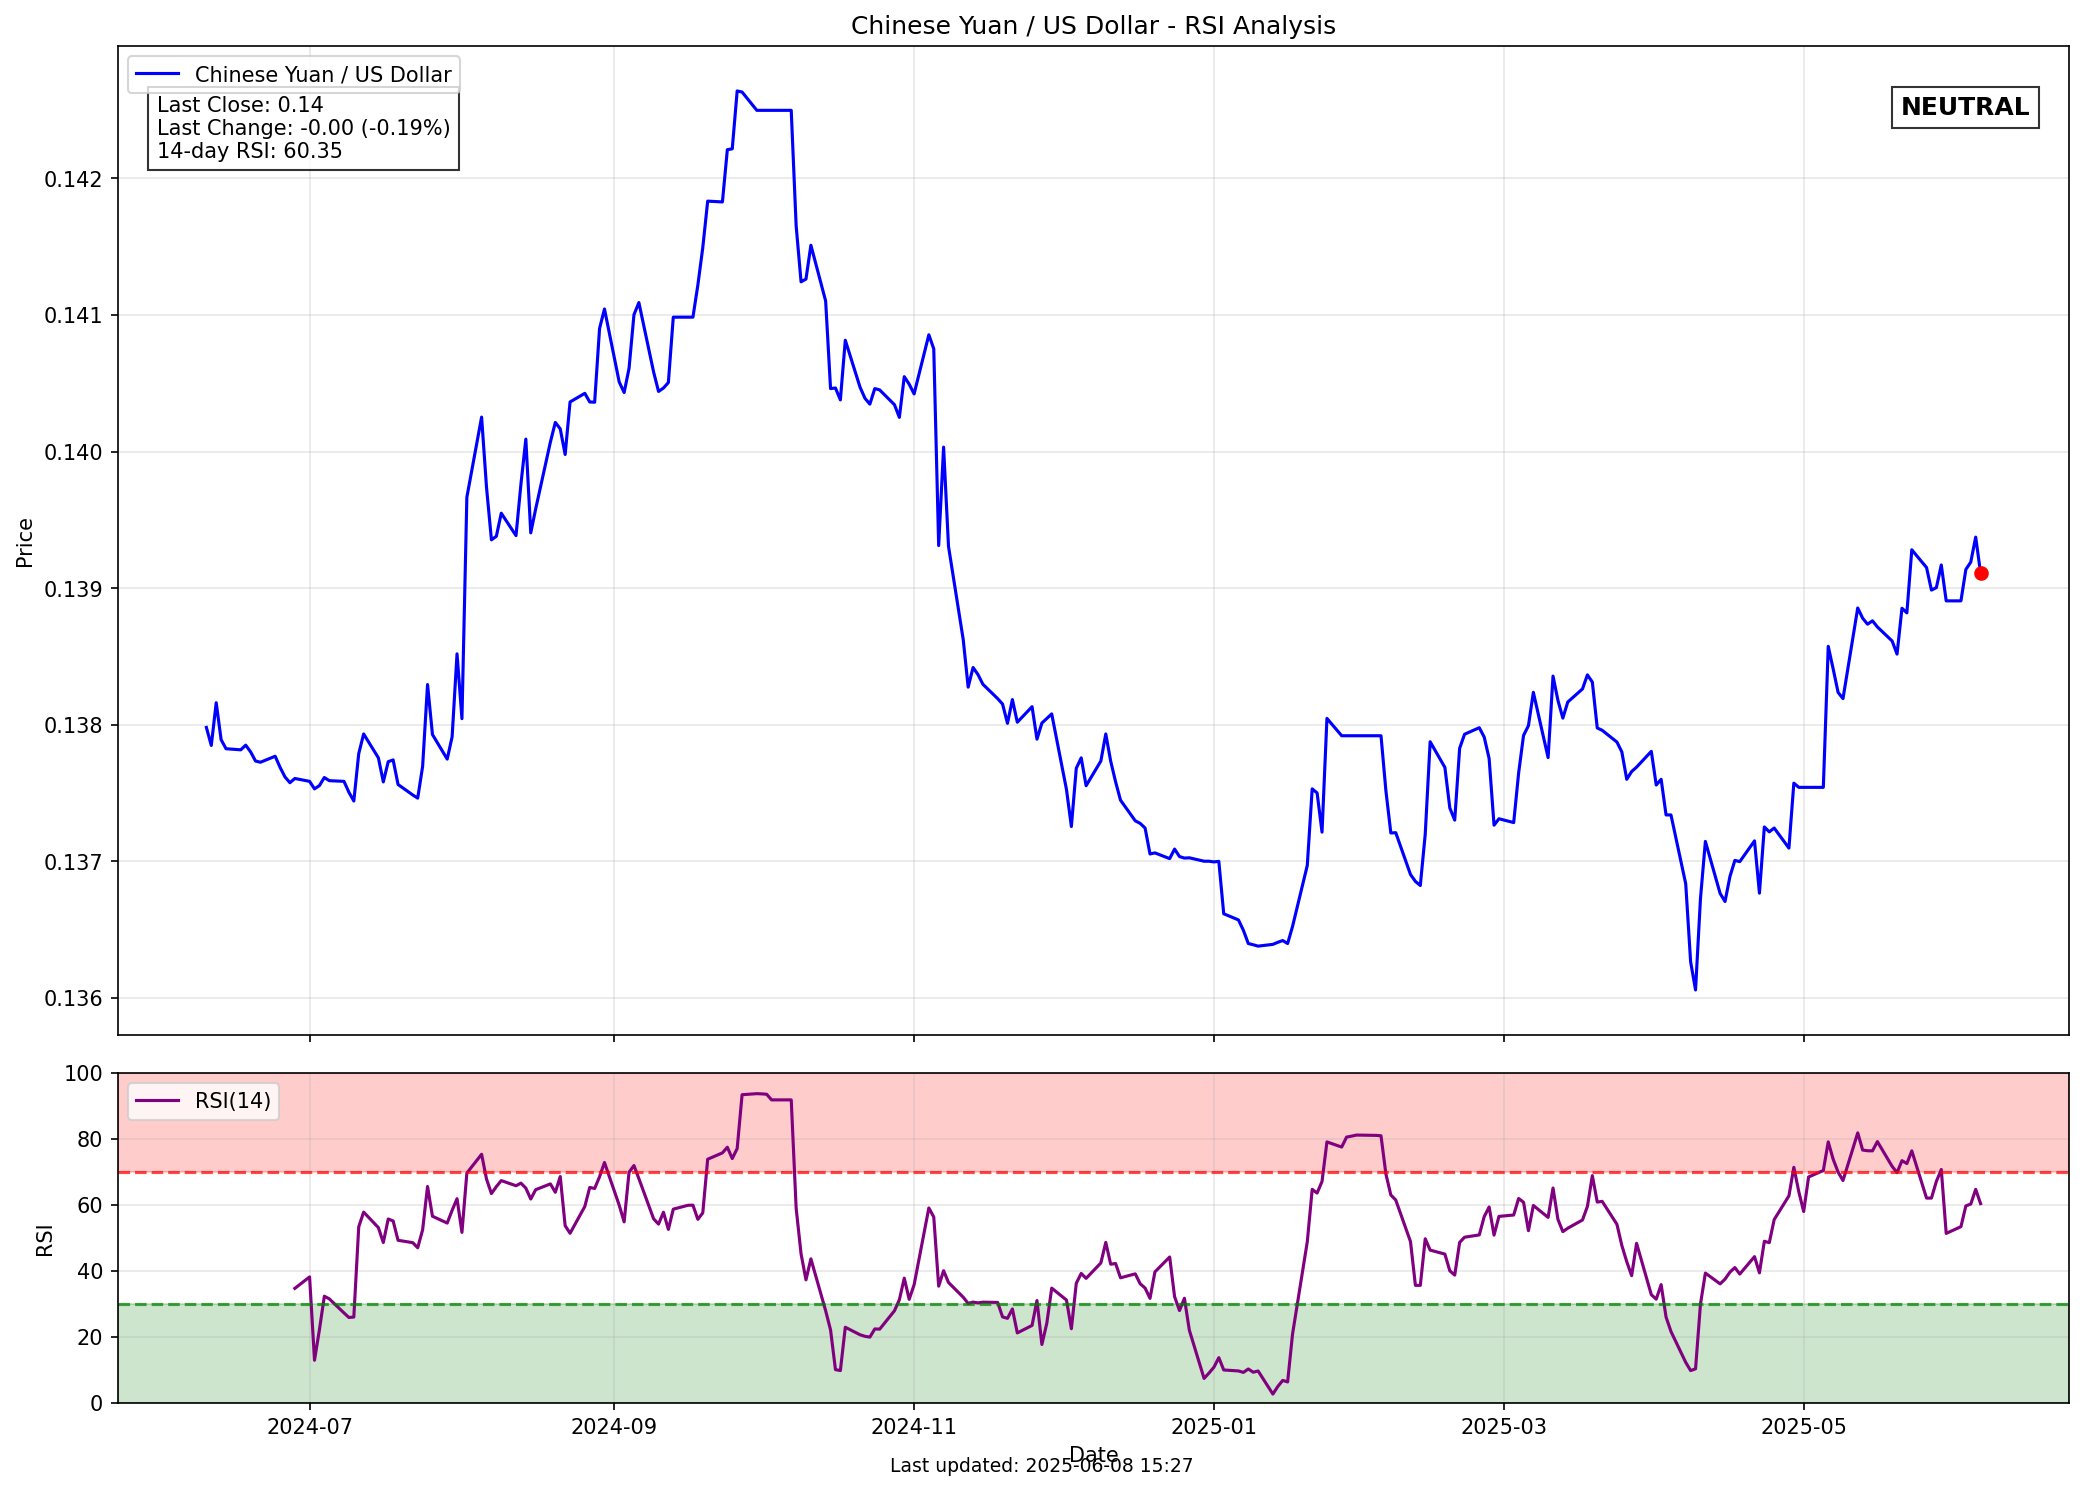 Chinese Yuan / US Dollar - RSI Analysis
Chinese Yuan / US Dollar
Last Close: 0.14
Last Change: -0.00 (-0.19%)
14-day RSI: 60.35
NEUTRAL
Price
0.142
0.141
0.140
0.139
0.138
0.137
0.136
RSI(14)
RSI
100
80
60
40
20
0
2024-07
2024-09
2024-11
2025-01
2025-03
2025-05
Date
Last updated: 2025-06-08 15:27